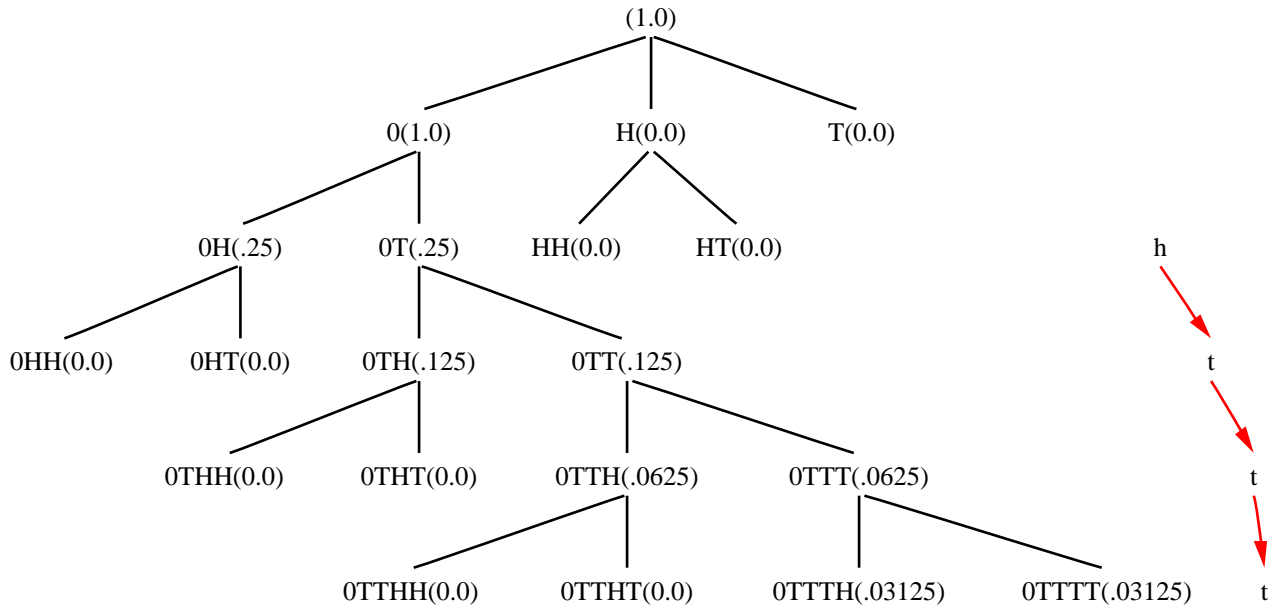 (1.0)
0(1.0) H(0.0) T(0.0)
0H(.25) 0T(.25) HH(0.0) HT(0.0) h
0HH(0.0) 0HT(0.0) 0TH(.125) 0TT(.125) t
0THH(0.0) 0THT(0.0) 0TTH(.0625) 0TTT(.0625) t
0TTHH(0.0) 0TTHT(0.0) 0TTTH(.03125) 0TTTT(.03125) t